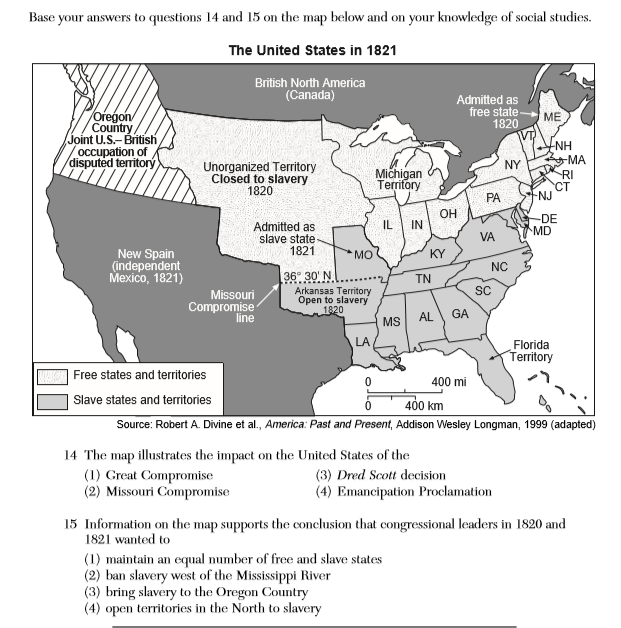 Base your answers to questions 14 and 15 on the map below and on your knowledge of social studies.
The United States in 1821
British North America
(Canada)
Admitted as
free state
1820
ME
Oregon
Country
Joint U.S.–British
occupation of
disputed territory
VT
NH
MA
RI
CT
NY
Unorganized Territory
Closed to slavery
1820
Michigan
Territory
NJ
PA
DE
MD
IL
IN
OH
Admitted as
slave state
1821
MO
VA
KY
New Spain
(independent
Mexico, 1821)
36° 30' N
NC
TN
Missouri
Compromise
line
Arkansas Territory
Open to slavery
1820
SC
MS
AL
GA
LA
Florida
Territory
Free states and territories
Slave states and territories
0 400 mi
0 400 km
Source: Robert A. Divine et al., America: Past and Present, Addison Wesley Longman, 1999 (adapted)
14 The map illustrates the impact on the United States of the
(1) Great Compromise (3) Dred Scott decision
(2) Missouri Compromise (4) Emancipation Proclamation
15 Information on the map supports the conclusion that congressional leaders in 1820 and
1821 wanted to
(1) maintain an equal number of free and slave states
(2) ban slavery west of the Mississippi River
(3) bring slavery to the Oregon Country
(4) open territories in the North to slavery